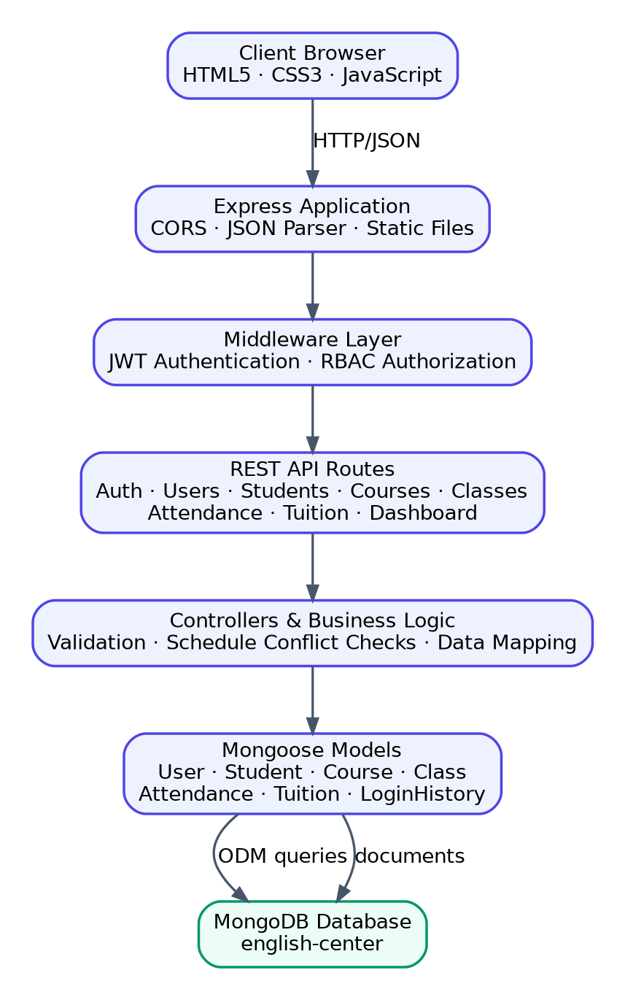 Client Browser
HTML5 · CSS3 · JavaScript
HTTP/JSON
Express Application
CORS · JSON Parser · Static Files
Middleware Layer
JWT Authentication · RBAC Authorization
REST API Routes
Auth · Users · Students · Courses · Classes
Attendance · Tuition · Dashboard
Controllers & Business Logic
Validation · Schedule Conflict Checks · Data Mapping
Mongoose Models
User · Student · Course · Class
Attendance · Tuition · LoginHistory
ODM queries
documents
MongoDB Database
english-center